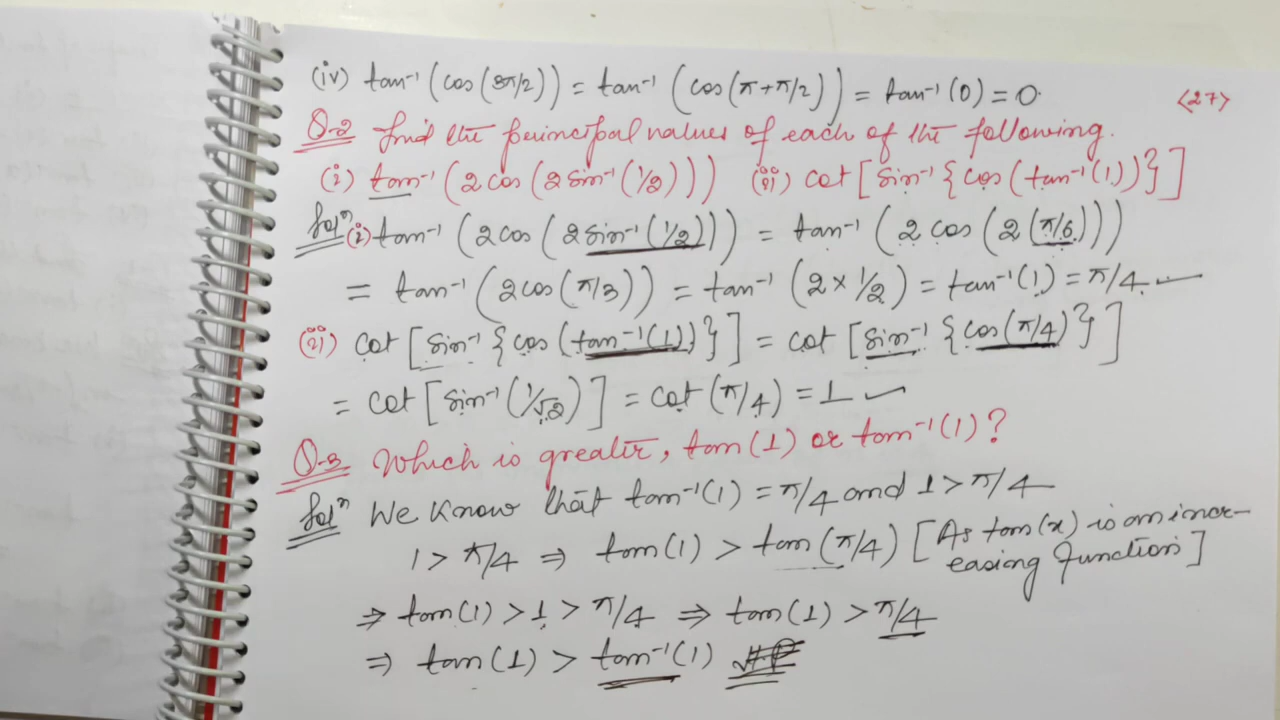 (iv) tan⁻¹(cos(3π/2)) = tan⁻¹(cos(π+π/2)) = tan⁻¹(0) = 0.
<27>
Q-2 find the principal values of each of the following.
(i) tan⁻¹(2cos(2sin⁻¹(1/2))) (ii) cot[sin⁻¹{cos(tan⁻¹(1))}]
Solⁿ (i) tan⁻¹(2cos(2sin⁻¹(1/2))) = tan⁻¹(2cos(2(π/6)))
= tan⁻¹(2cos(π/3)) = tan⁻¹(2×1/2) = tan⁻¹(1) = π/4 ✓
(ii) cot[sin⁻¹{cos(tan⁻¹(1))}] = cot[sin⁻¹{cos(π/4)}]
= cot[sin⁻¹(1/√2)] = cot(π/4) = 1 ✓
Q-3 Which is greater, tan(1) or tan⁻¹(1)?
Solⁿ We know that tan⁻¹(1) = π/4 and 1 > π/4
1 > π/4 ⇒ tan(1) > tan(π/4) [As tan(x) is an incr-
easing function]
⇒ tan(1) > 1 > π/4 ⇒ tan(1) > π/4
⇒ tan(1) > tan⁻¹(1)